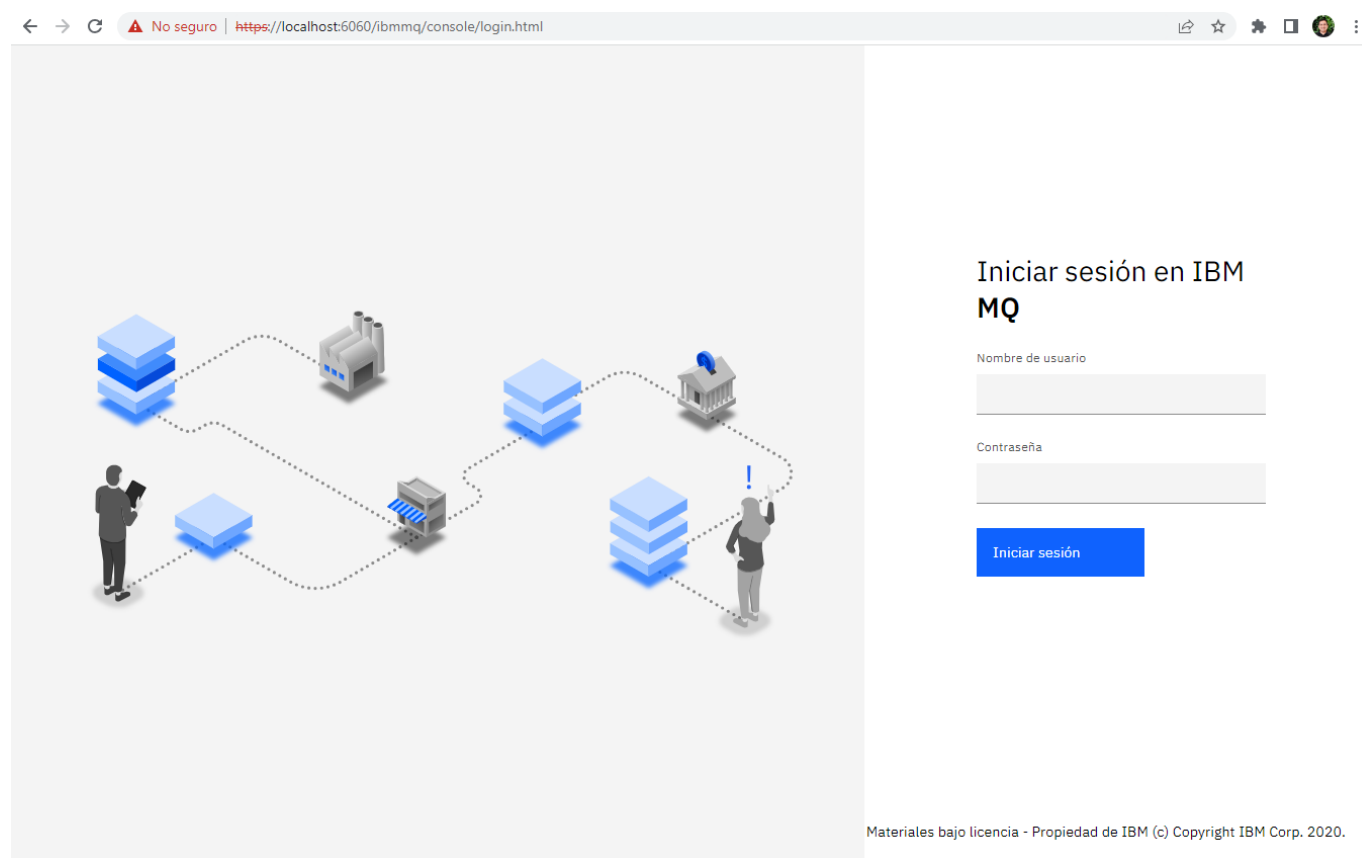 No seguro | https://localhost:6060/ibmmq/console/login.html
Iniciar sesión en IBM
MQ
Nombre de usuario
Contraseña
!
Iniciar sesión
Materiales bajo licencia - Propiedad de IBM (c) Copyright IBM Corp. 2020.